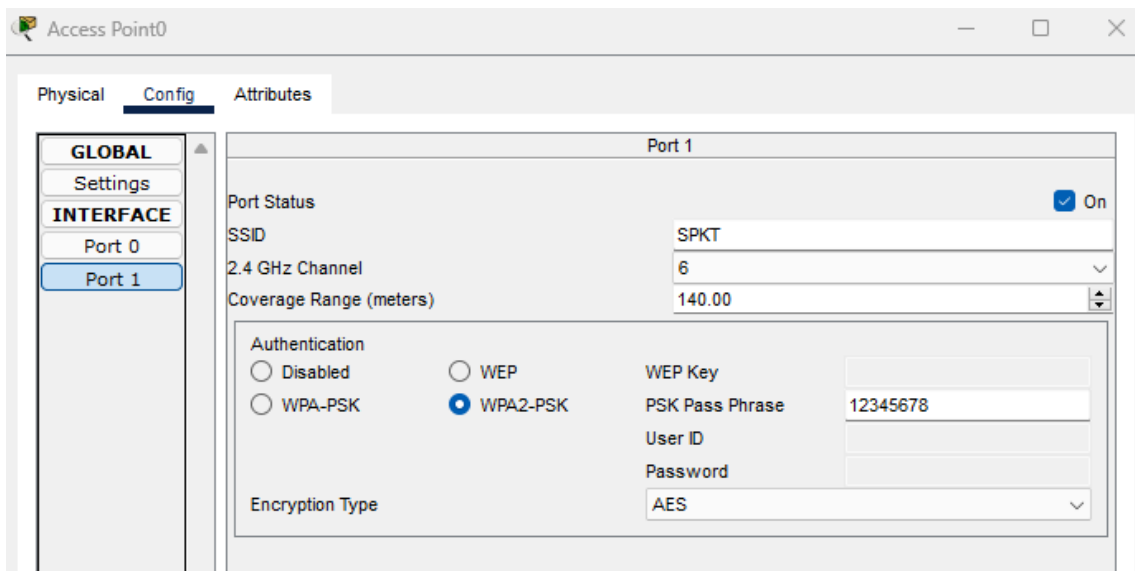 Access Point0
Physical Config Attributes
GLOBAL
Settings
INTERFACE
Port 0
Port 1
Port 1
Port Status On
SSID SPKT
2.4 GHz Channel 6
Coverage Range (meters) 140.00
Authentication
Disabled WEP WEP Key
WPA-PSK WPA2-PSK PSK Pass Phrase 12345678
User ID
Password
Encryption Type AES